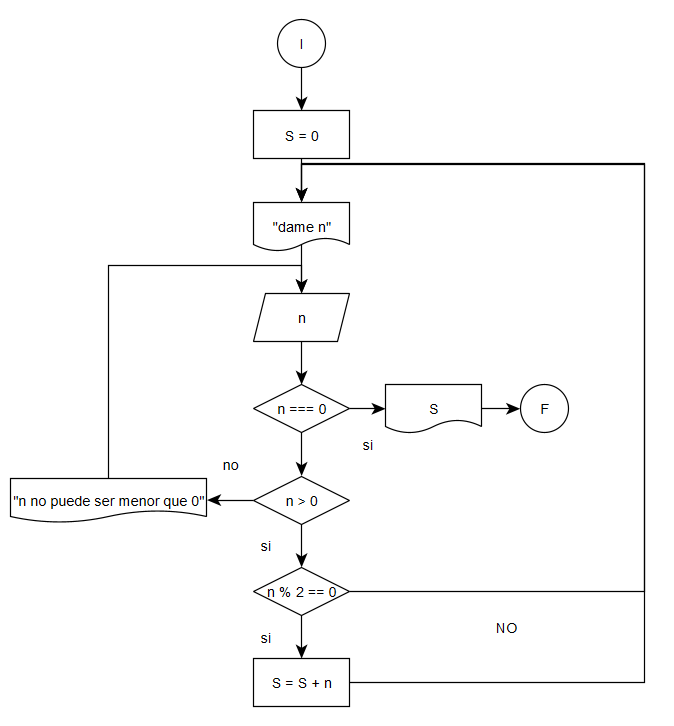 I
S = 0
"dame n"
n
n === 0
S
F
si
no
"n no puede ser menor que 0"
n > 0
si
n % 2 == 0
NO
si
S = S + n